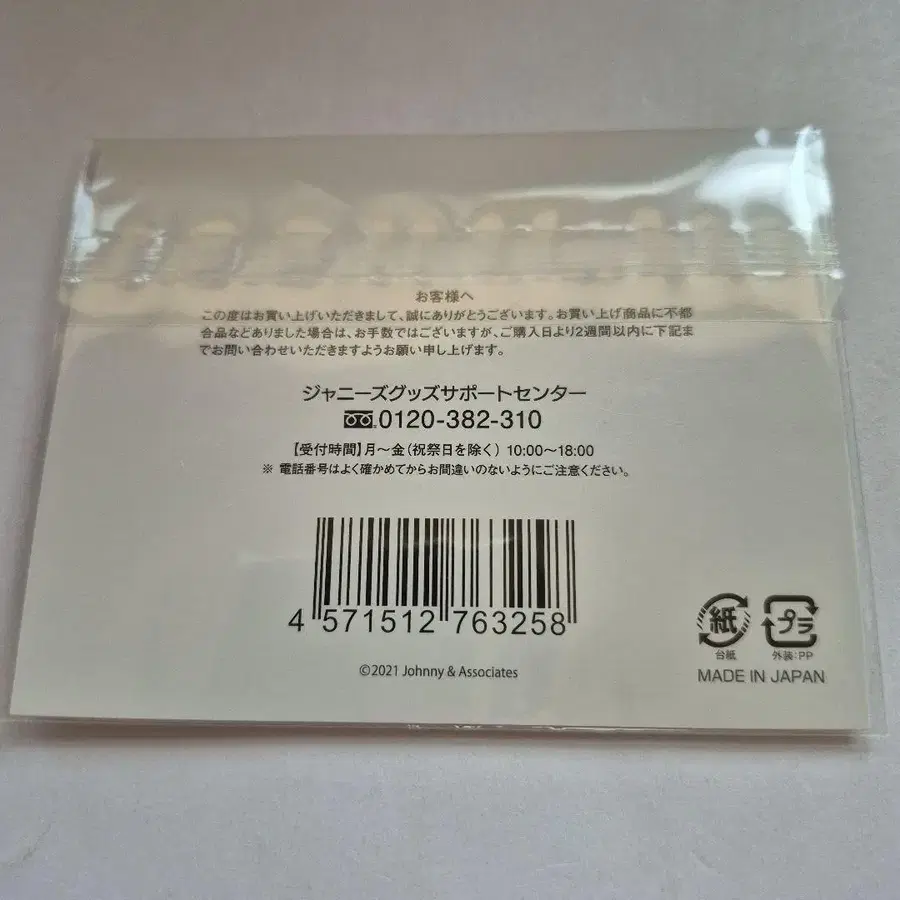 お客様へ
この度はお買い上げいただきまして、誠にありがとうございます。お買い上げ商品に不都
合品などありました場合は、お手数ではございますが、ご購入日より2週間以内に下記ま
でお問い合わせいただきますようお願い申し上げます。
ジャニーズグッズサポートセンター
0120-382-310
【受付時間】月〜金(祝祭日を除く) 10:00〜18:00
※ 電話番号はよく確かめてからお間違いのないようにご注意ください。
4 571512 763258
©2021 Johnny & Associates
紙 プラ
台紙 外装:PP
MADE IN JAPAN